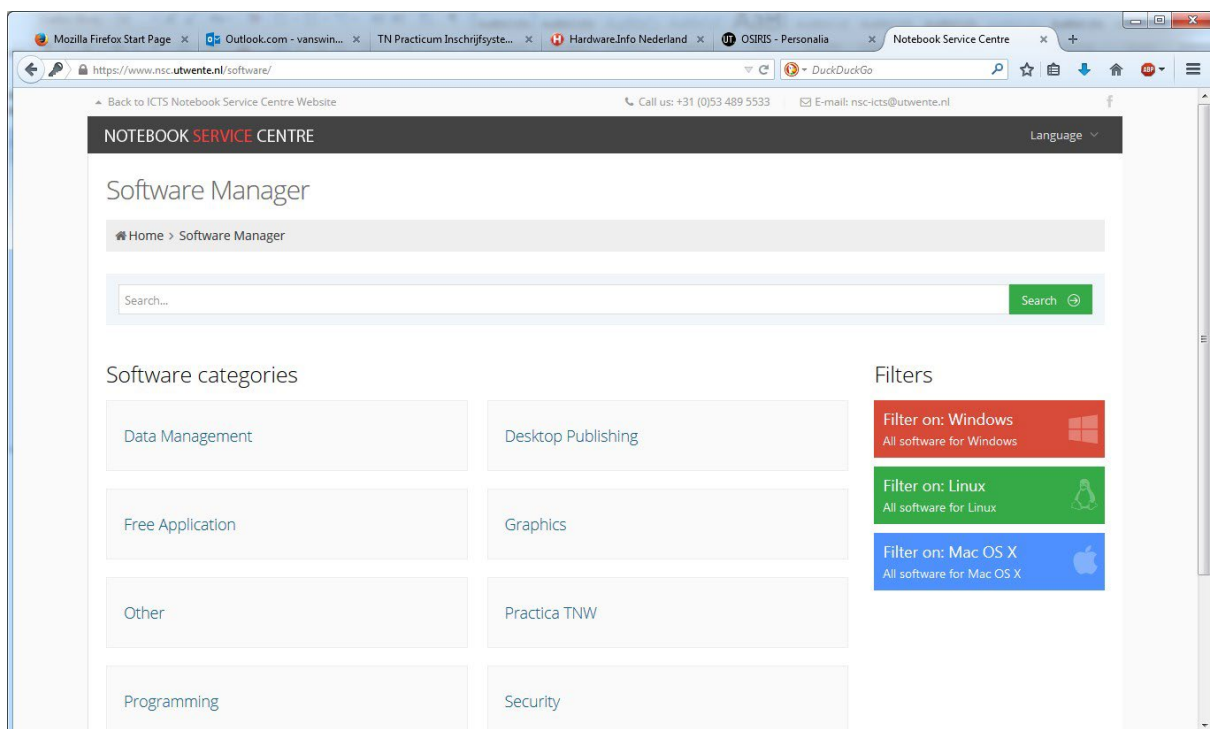 Mozilla Firefox Start Page
Outlook.com - vanswin...
TN Practicum Inschrijfsyste...
Hardware.Info Nederland
OSIRIS - Personalia
Notebook Service Centre
https://www.nsc.utwente.nl/software/
DuckDuckGo
ABP
Back to ICTS Notebook Service Centre Website
Call us: +31 (0)53 489 5533
E-mail: nsc-icts@utwente.nl
NOTEBOOK SERVICE CENTRE
Language
Software Manager
Home > Software Manager
Search...
Search
Software categories
Filters
Data Management
Desktop Publishing
Filter on: Windows
All software for Windows
Free Application
Graphics
Filter on: Linux
All software for Linux
Filter on: Mac OS X
All software for Mac OS X
Other
Practica TNW
Programming
Security